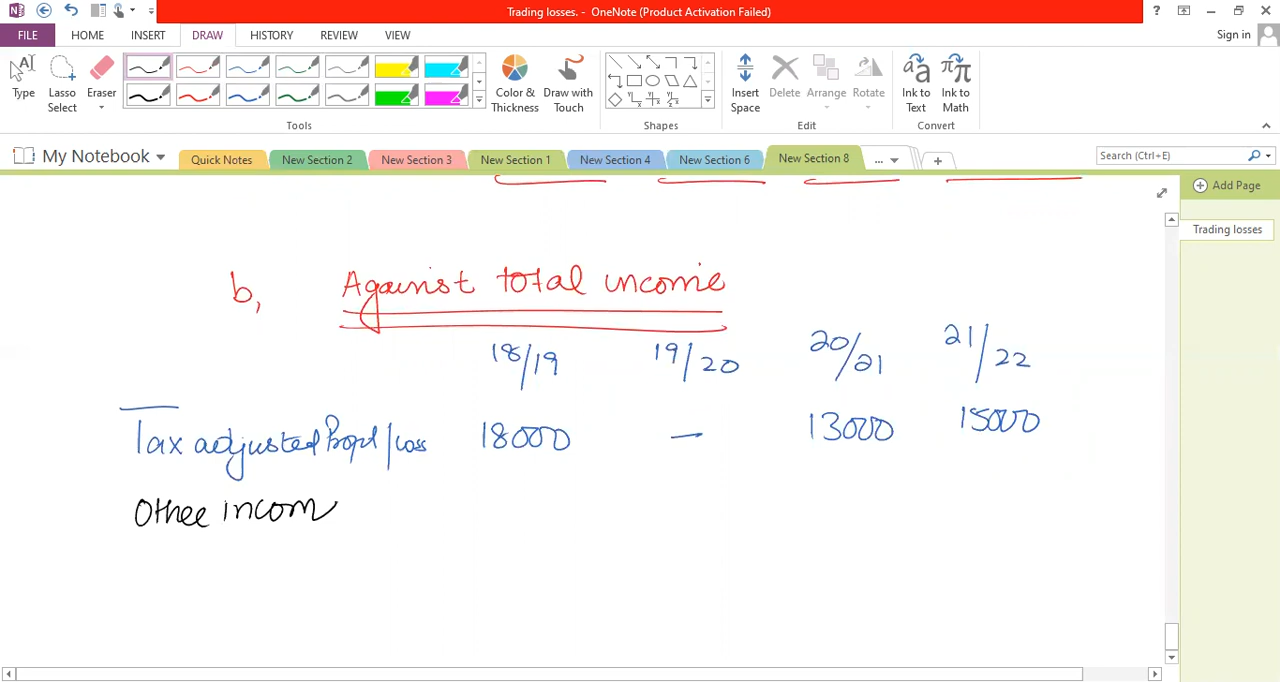 Trading losses. - OneNote (Product Activation Failed)
FILE HOME INSERT DRAW HISTORY REVIEW VIEW Sign in
Type Lasso Select Eraser Color & Thickness Draw with Touch Insert Space Delete Arrange Rotate Ink to Text Ink to Math
Tools Shapes Edit Convert
My Notebook Quick Notes New Section 2 New Section 3 New Section 1 New Section 4 New Section 6 New Section 8 ... Search (Ctrl+E)
Add Page
Trading losses
b, Against total income
18/19 19/20 20/21 21/22
Tax adjusted Profit/Loss 18000 - 13000 15000
Other incom